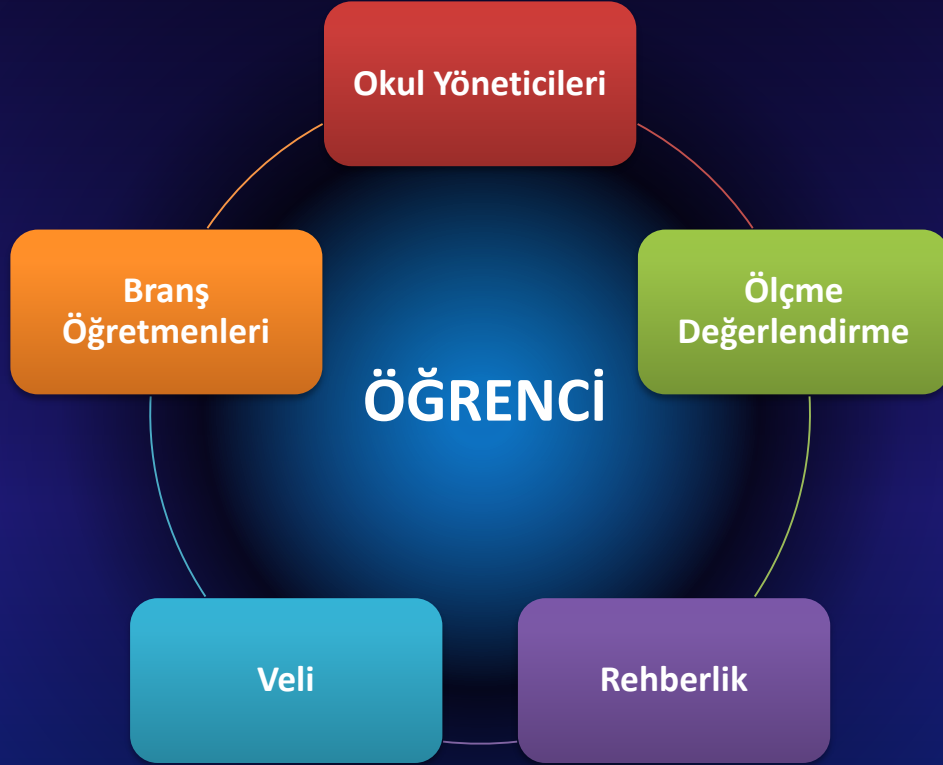 Okul Yöneticileri
Branş
Öğretmenleri
Ölçme
Değerlendirme
ÖĞRENCİ
Veli
Rehberlik